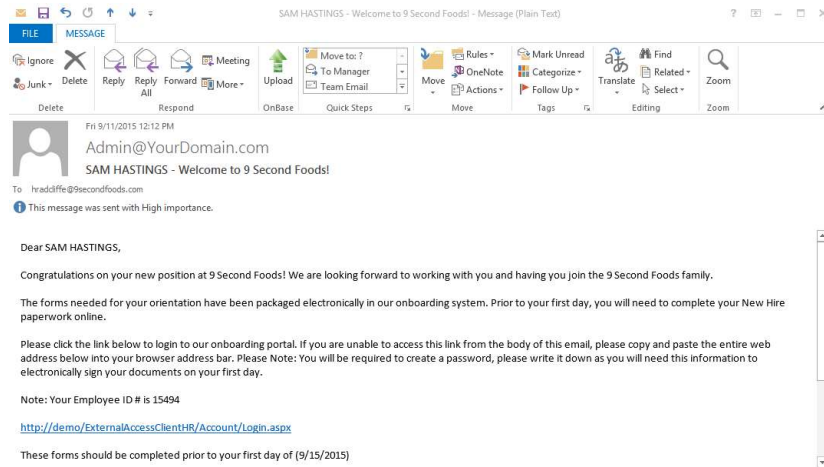 SAM HASTINGS - Welcome to 9 Second Foods! - Message (Plain Text)
FILE MESSAGE
Ignore
Junk
Delete
Reply
Reply All
Forward
Meeting
More
Upload
Move to: ?
To Manager
Team Email
Move
Rules
OneNote
Actions
Mark Unread
Categorize
Follow Up
Translate
Find
Related
Select
Zoom
Delete Respond OnBase Quick Steps Move Tags Editing Zoom
Fri 9/11/2015 12:12 PM
Admin@YourDomain.com
SAM HASTINGS - Welcome to 9 Second Foods!
To hradcliffe@9secondfoods.com
This message was sent with High importance.
Dear SAM HASTINGS,
Congratulations on your new position at 9 Second Foods! We are looking forward to working with you and having you join the 9 Second Foods family.
The forms needed for your orientation have been packaged electronically in our onboarding system. Prior to your first day, you will need to complete your New Hire
paperwork online.
Please click the link below to login to our onboarding portal. If you are unable to access this link from the body of this email, please copy and paste the entire web
address below into your browser address bar. Please Note: You will be required to create a password, please write it down as you will need this information to
electronically sign your documents on your first day.
Note: Your Employee ID # is 15494
http://demo/ExternalAccessClientHR/Account/Login.aspx
These forms should be completed prior to your first day of (9/15/2015)